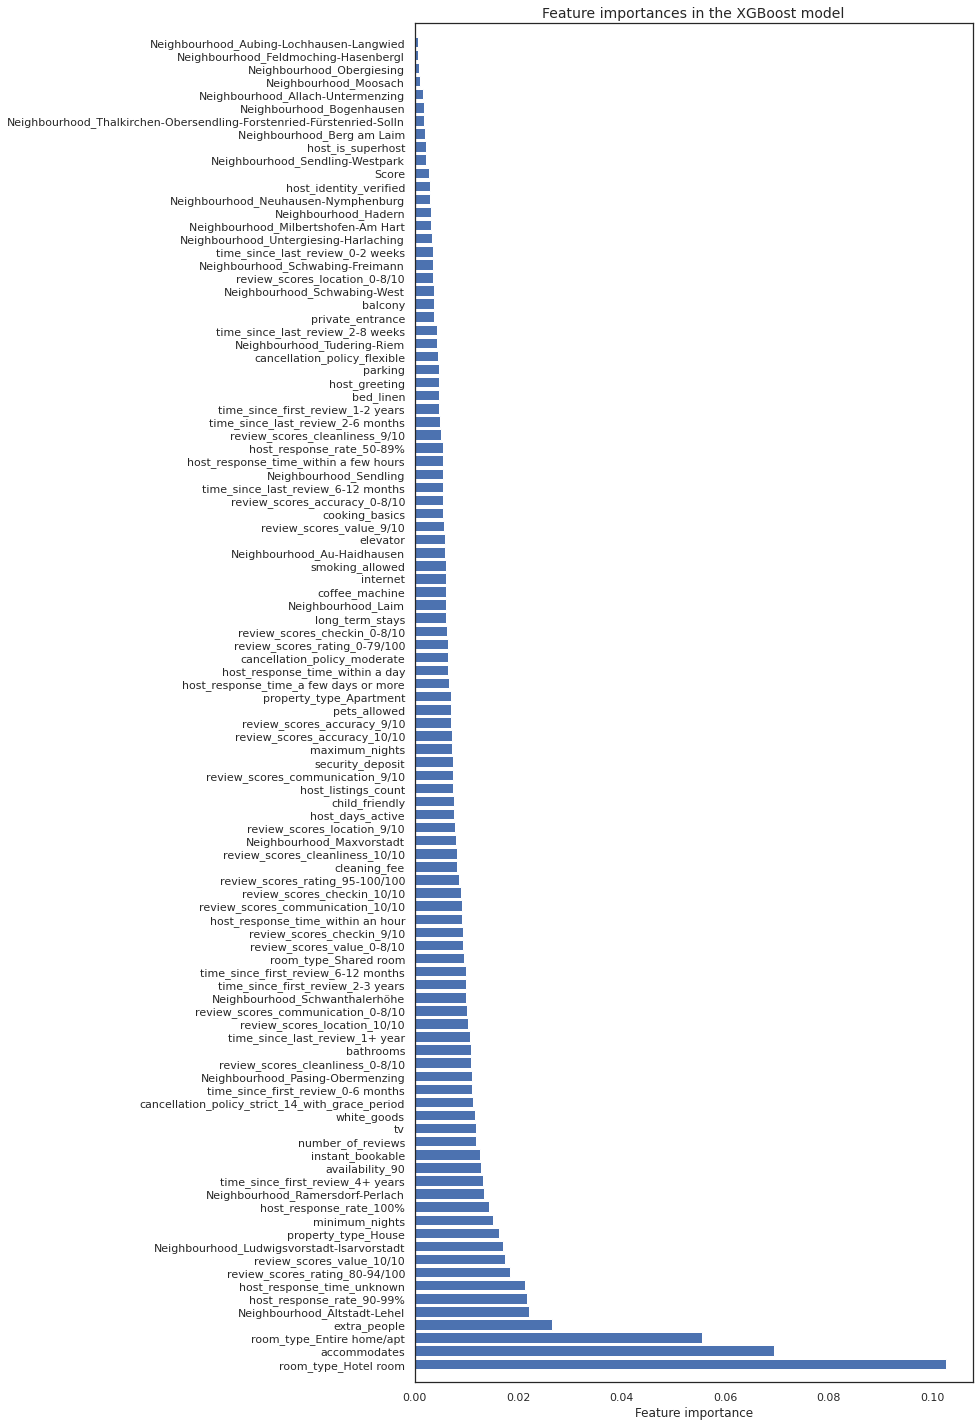 Feature importances in the XGBoost model
Neighbourhood_Aubing-Lochhausen-Langwied
Neighbourhood_Feldmoching-Hasenbergl
Neighbourhood_Obergiesing
Neighbourhood_Moosach
Neighbourhood_Allach-Untermenzing
Neighbourhood_Bogenhausen
Neighbourhood_Thalkirchen-Obersendling-Forstenried-Fürstenried-Solln
Neighbourhood_Berg am Laim
host_is_superhost
Neighbourhood_Sendling-Westpark
Score
host_identity_verified
Neighbourhood_Neuhausen-Nymphenburg
Neighbourhood_Hadern
Neighbourhood_Milbertshofen-Am Hart
Neighbourhood_Untergiesing-Harlaching
time_since_last_review_0-2 weeks
Neighbourhood_Schwabing-Freimann
review_scores_location_0-8/10
Neighbourhood_Schwabing-West
balcony
private_entrance
time_since_last_review_2-8 weeks
Neighbourhood_Tudering-Riem
cancellation_policy_flexible
parking
host_greeting
bed_linen
time_since_first_review_1-2 years
time_since_last_review_2-6 months
review_scores_cleanliness_9/10
host_response_rate_50-89%
host_response_time_within a few hours
Neighbourhood_Sendling
time_since_last_review_6-12 months
review_scores_accuracy_0-8/10
cooking_basics
review_scores_value_9/10
elevator
Neighbourhood_Au-Haidhausen
smoking_allowed
internet
coffee_machine
Neighbourhood_Laim
long_term_stays
review_scores_checkin_0-8/10
review_scores_rating_0-79/100
cancellation_policy_moderate
host_response_time_within a day
host_response_time_a few days or more
property_type_Apartment
pets_allowed
review_scores_accuracy_9/10
review_scores_accuracy_10/10
maximum_nights
security_deposit
review_scores_communication_9/10
host_listings_count
child_friendly
host_days_active
review_scores_location_9/10
Neighbourhood_Maxvorstadt
review_scores_cleanliness_10/10
cleaning_fee
review_scores_rating_95-100/100
review_scores_checkin_10/10
review_scores_communication_10/10
host_response_time_within an hour
review_scores_checkin_9/10
review_scores_value_0-8/10
room_type_Shared room
time_since_first_review_6-12 months
time_since_first_review_2-3 years
Neighbourhood_Schwanthalerhöhe
review_scores_communication_0-8/10
review_scores_location_10/10
time_since_last_review_1+ year
bathrooms
review_scores_cleanliness_0-8/10
Neighbourhood_Pasing-Obermenzing
time_since_first_review_0-6 months
cancellation_policy_strict_14_with_grace_period
white_goods
tv
number_of_reviews
instant_bookable
availability_90
time_since_first_review_4+ years
Neighbourhood_Ramersdorf-Perlach
host_response_rate_100%
minimum_nights
property_type_House
Neighbourhood_Ludwigsvorstadt-Isarvorstadt
review_scores_value_10/10
review_scores_rating_80-94/100
host_response_time_unknown
host_response_rate_90-99%
Neighbourhood_Altstadt-Lehel
extra_people
room_type_Entire home/apt
accommodates
room_type_Hotel room
0.00 0.02 0.04 0.06 0.08 0.10
Feature importance